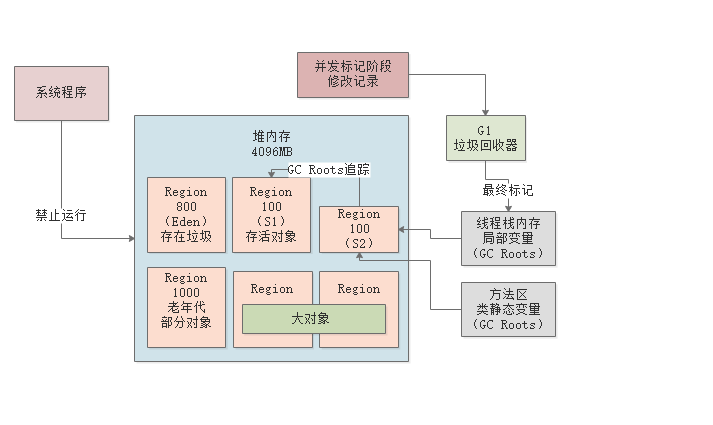 并发标记阶段
修改记录
系统程序
G1
垃圾回收器
堆内存
4096MB
GC Roots追踪
最终标记
禁止运行
Region
800
(Eden)
存在垃圾
Region
100
(S1)
存活对象
Region
100
(S2)
线程栈内存
局部变量
(GC Roots)
Region
1000
老年代
部分对象
Region
Region
大对象
方法区
类静态变量
(GC Roots)